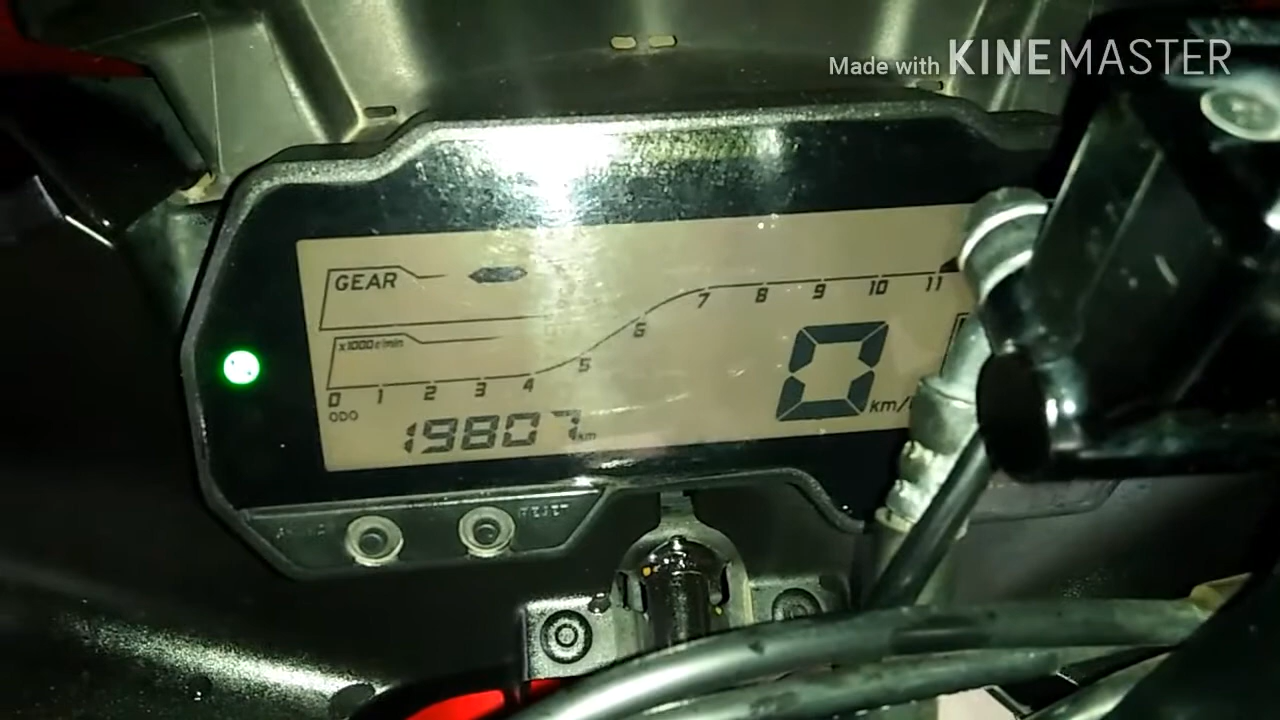 Made with KINEMASTER
GEAR
x1000 r/min
0 1 2 3 4 5 6 7 8 9 10 11
ODO
19807 km
0 km/
RESET